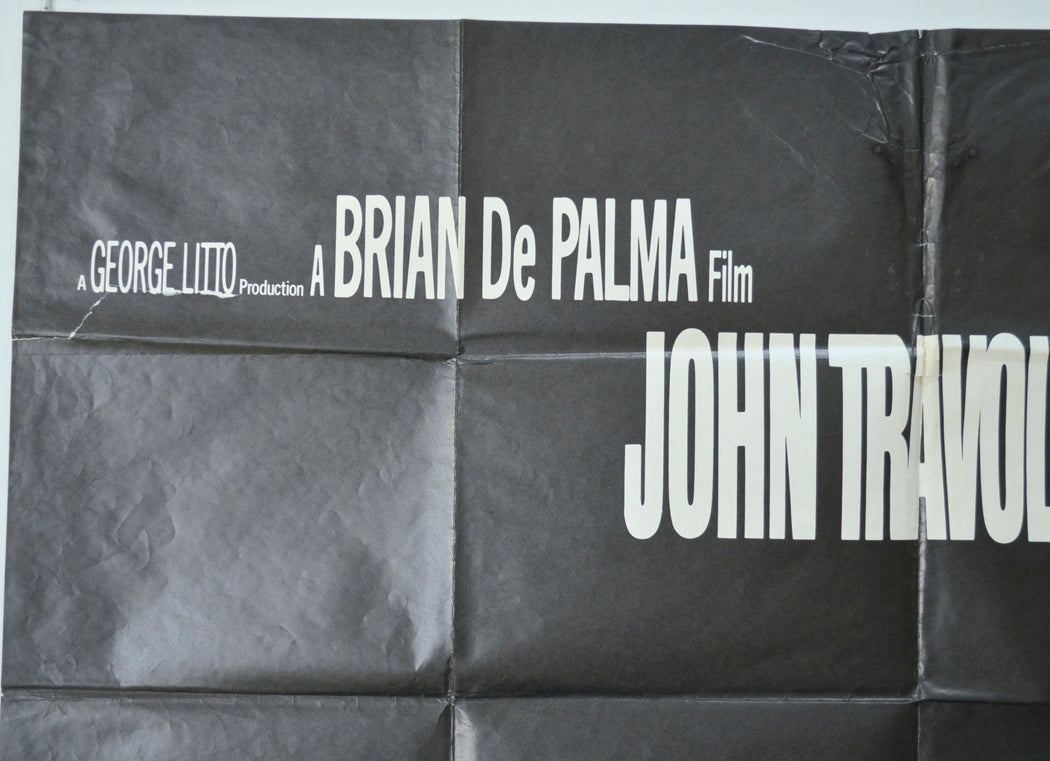 A GEORGE LITTO Production A BRIAN De PALMA Film
JOHN TRAVOL